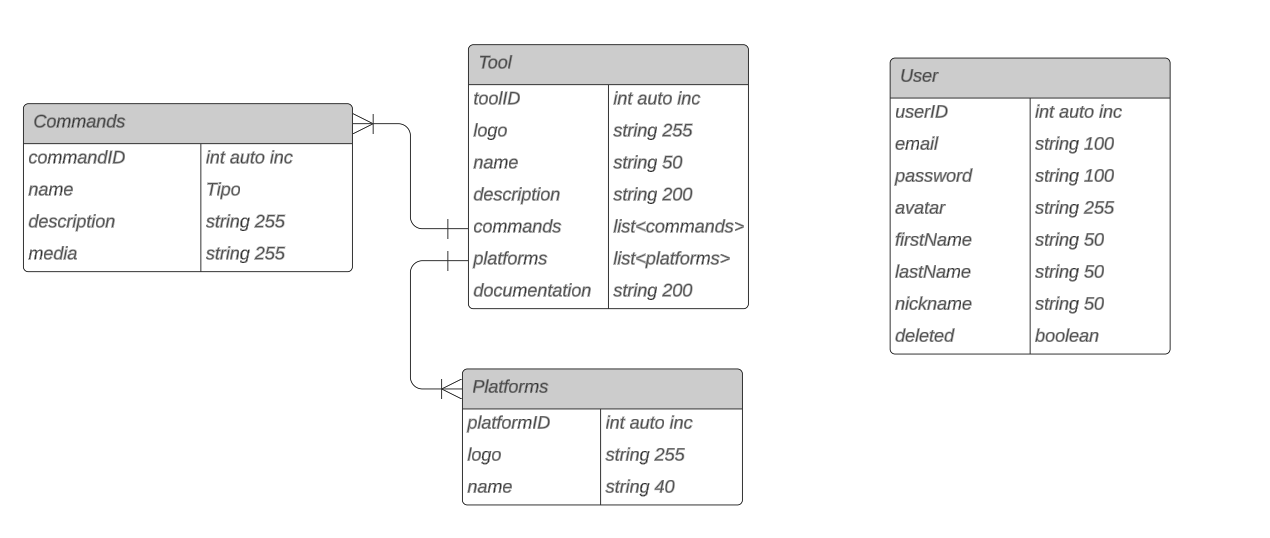 Commands
commandID int auto inc
name Tipo
description string 255
media string 255
Tool
toolID int auto inc
logo string 255
name string 50
description string 200
commands list<commands>
platforms list<platforms>
documentation string 200
Platforms
platformID int auto inc
logo string 255
name string 40
User
userID int auto inc
email string 100
password string 100
avatar string 255
firstName string 50
lastName string 50
nickname string 50
deleted boolean